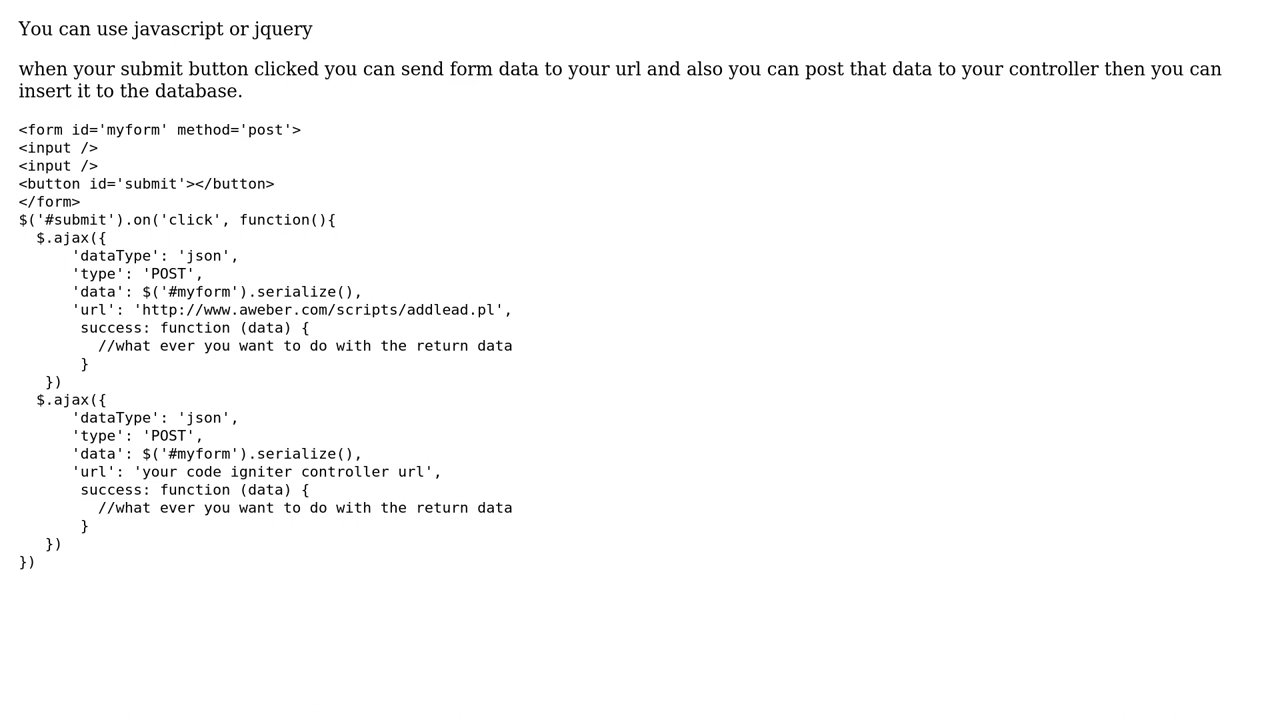 You can use javascript or jquery
when your submit button clicked you can send form data to your url and also you can post that data to your controller then you can
insert it to the database.
<form id='myform' method='post'>
<input />
<input />
<button id='submit'></button>
</form>
$('#submit').on('click', function(){
  $.ajax({
      'dataType': 'json',
      'type': 'POST',
      'data': $('#myform').serialize(),
      'url': 'http://www.aweber.com/scripts/addlead.pl',
       success: function (data) {
         //what ever you want to do with the return data
       }
   })
  $.ajax({
      'dataType': 'json',
      'type': 'POST',
      'data': $('#myform').serialize(),
      'url': 'your code igniter controller url',
       success: function (data) {
         //what ever you want to do with the return data
       }
   })
})